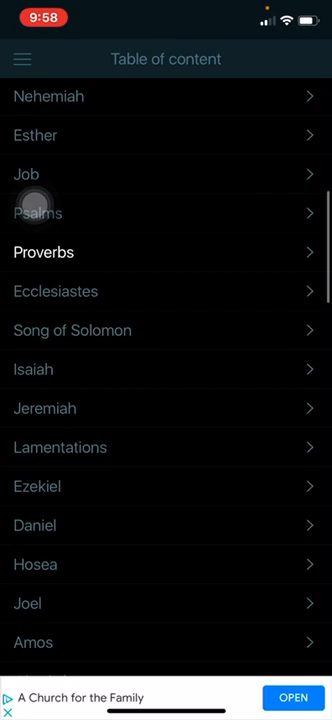 9:58
Table of content
Nehemiah
Esther
Job
Psalms
Proverbs
Ecclesiastes
Song of Solomon
Isaiah
Jeremiah
Lamentations
Ezekiel
Daniel
Hosea
Joel
Amos
A Church for the Family
OPEN